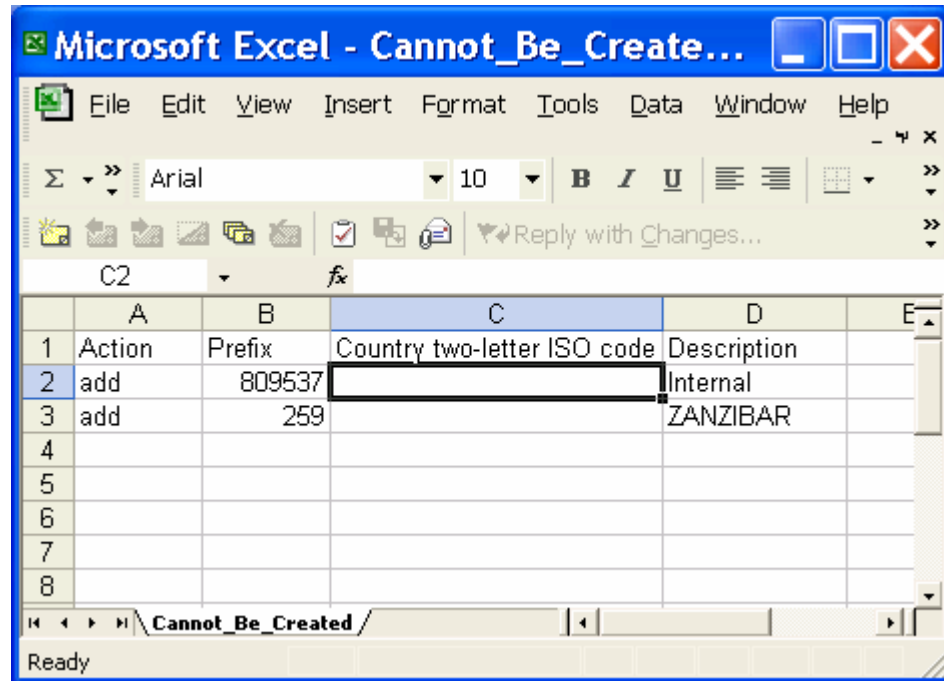 Microsoft Excel - Cannot_Be_Create...
File Edit View Insert Format Tools Data Window Help
Σ Arial 10 B I U
Reply with Changes...
C2 fx
A B C D E
1 Action Prefix Country two-letter ISO code Description
2 add 809537 Internal
3 add 259 ZANZIBAR
4
5
6
7
8
Cannot_Be_Created
Ready